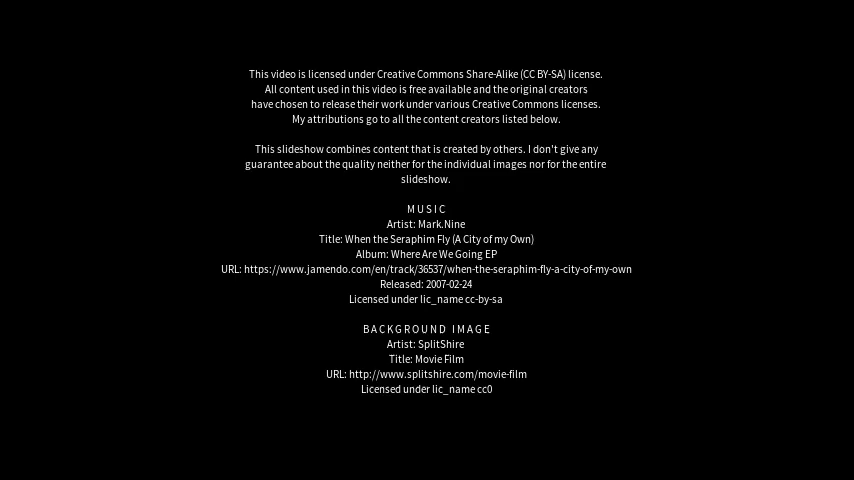 This video is licensed under Creative Commons Share-Alike (CC BY-SA) license.
All content used in this video is free available and the original creators
have chosen to release their work under various Creative Commons licenses.
My attributions go to all the content creators listed below.
This slideshow combines content that is created by others. I don't give any
guarantee about the quality neither for the individual images nor for the entire
slideshow.
MUSIC
Artist: Mark.Nine
Title: When the Seraphim Fly (A City of my Own)
Album: Where Are We Going EP
URL: https://www.jamendo.com/en/track/36537/when-the-seraphim-fly-a-city-of-my-own
Released: 2007-02-24
Licensed under lic_name cc-by-sa
BACKGROUND IMAGE
Artist: SplitShire
Title: Movie Film
URL: http://www.splitshire.com/movie-film
Licensed under lic_name cc0